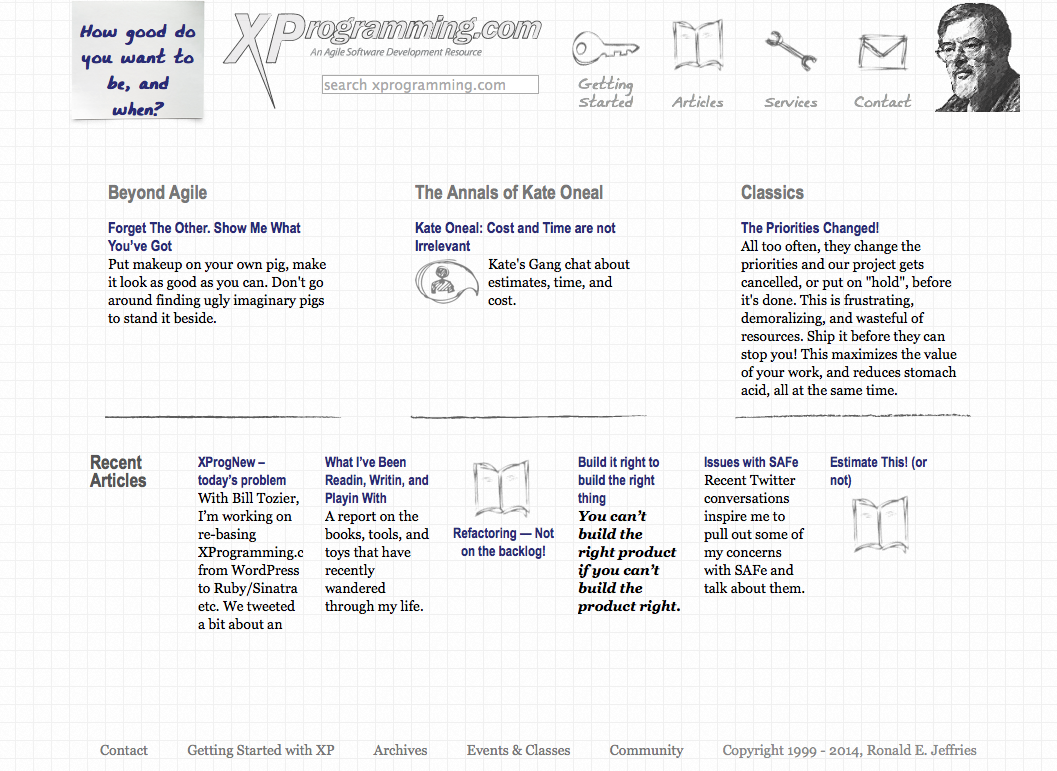 How good do
you want to
be, and
when?
XProgramming.com
An Agile Software Development Resource
search xprogramming.com
Getting
Started
Articles
Services
Contact
Beyond Agile
Forget The Other. Show Me What
You've Got
Put makeup on your own pig, make
it look as good as you can. Don't go
around finding ugly imaginary pigs
to stand it beside.
The Annals of Kate Oneal
Kate Oneal: Cost and Time are not
Irrelevant
Kate's Gang chat about
estimates, time, and
cost.
Classics
The Priorities Changed!
All too often, they change the
priorities and our project gets
cancelled, or put on "hold", before
it's done. This is frustrating,
demoralizing, and wasteful of
resources. Ship it before they can
stop you! This maximizes the value
of your work, and reduces stomach
acid, all at the same time.
Recent
Articles
XProgNew –
today's problem
With Bill Tozier,
I'm working on
re-basing
XProgramming.c
from WordPress
to Ruby/Sinatra
etc. We tweeted
a bit about an
What I've Been
Readin, Writin, and
Playin With
A report on the
books, tools, and
toys that have
recently
wandered
through my life.
Refactoring — Not
on the backlog!
Build it right to
build the right
thing
You can't
build the
right product
if you can't
build the
product right.
Issues with SAFe
Recent Twitter
conversations
inspire me to
pull out some of
my concerns
with SAFe and
talk about them.
Estimate This! (or
not)
Contact
Getting Started with XP
Archives
Events & Classes
Community
Copyright 1999 - 2014, Ronald E. Jeffries